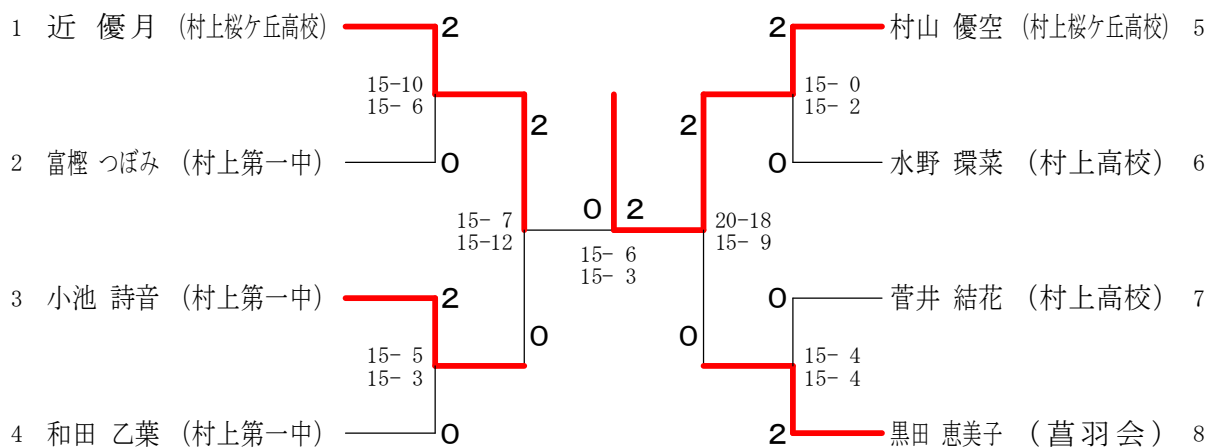 1 近 優月 (村上桜ケ丘高校) 2
2 村山 優空 (村上桜ケ丘高校) 5
15-10
15- 6
15- 0
15- 2
2
2
2 富樫 つぼみ (村上第一中) 0
0 水野 環菜 (村上高校) 6
15- 7
15-12
0 2
15- 6
15- 3
20-18
15- 9
3 小池 詩音 (村上第一中) 2
0 菅井 結花 (村上高校) 7
0
0
15- 5
15- 3
15- 4
15- 4
4 和田 乙葉 (村上第一中) 0
2 黒田 恵美子 (菖羽会) 8